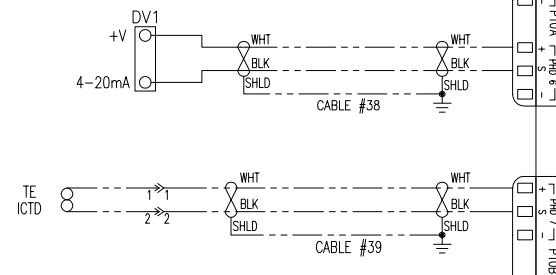 DV1
+V
4-20mA
WHT
BLK
SHLD
CABLE #38
WHT
BLK
SHLD
+
S
-
TE
ICTD
1 1
2 2
WHT
BLK
SHLD
CABLE #39
WHT
BLK
SHLD
+
S
-